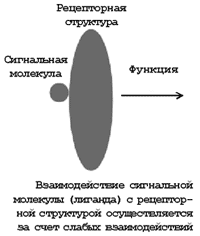 Рецепторная
структура
Сигнальная
молекула
Функция
Взаимодействие сигнальной
молекулы (лиганда) с рецептор-
ной структурой осуществляется
за счет слабых взаимодействий